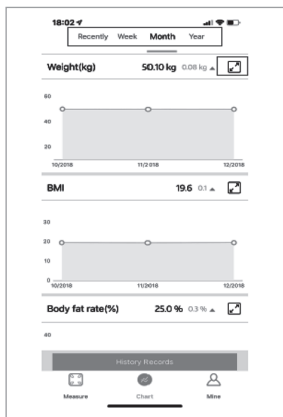 18:02
Recently Week Month Year
Weight(kg) 50.10 kg 0.08 kg ▲
60
40
20
10/2018 11/2018 12/2018
BMI 19.6 0.1 ▲
30
20
10
0
10/2018 11/2018 12/2018
Body fat rate(%) 25.0 % 0.3 % ▲
40
History Records
Measure Chart Mine